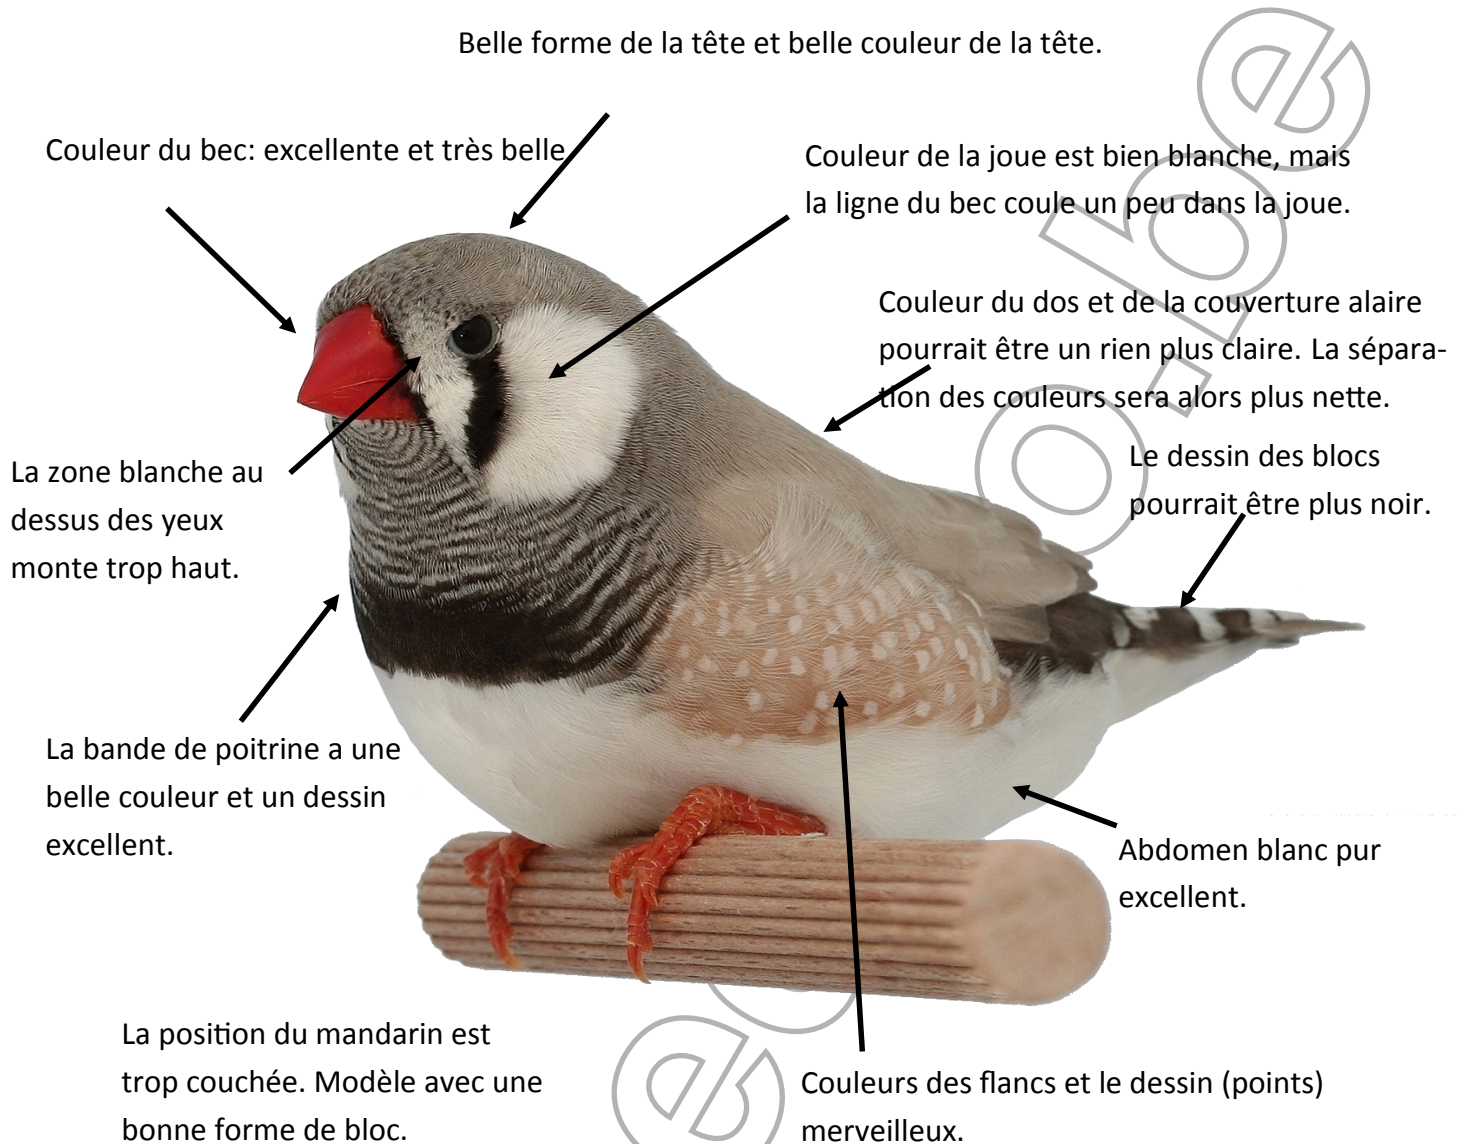 Belle forme de la tête et belle couleur de la tête.
Couleur du bec: excellente et très belle
Couleur de la joue est bien blanche, mais
la ligne du bec coule un peu dans la joue.
Couleur du dos et de la couverture alaire
pourrait être un rien plus claire. La sépara-
tion des couleurs sera alors plus nette.
Le dessin des blocs
pourrait être plus noir.
La zone blanche au
dessus des yeux
monte trop haut.
La bande de poitrine a une
belle couleur et un dessin
excellent.
Abdomen blanc pur
excellent.
La position du mandarin est
trop couchée. Modèle avec une
bonne forme de bloc.
Couleurs des flancs et le dessin (points)
merveilleux.